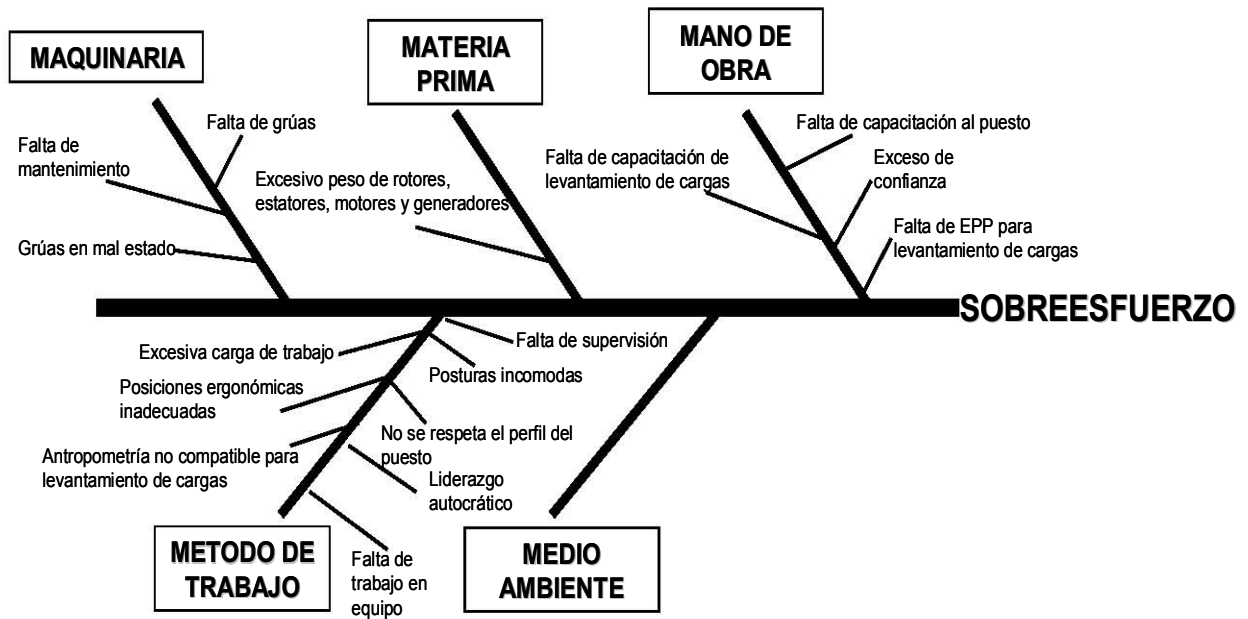 MAQUINARIA
MATERIA
PRIMA
MANO DE
OBRA
Falta de grúas
Falta de
mantenimiento
Grúas en mal estado
Excesivo peso de rotores,
estatores, motores y generadores
Falta de capacitación al puesto
Falta de capacitación de
levantamiento de cargas
Exceso de
confianza
Falta de EPP para
levantamiento de cargas
SOBREESFUERZO
Falta de supervisión
Excesiva carga de trabajo
Posturas incomodas
Posiciones ergonómicas
inadecuadas
No se respeta el perfil del
puesto
Antropometría no compatible para
levantamiento de cargas
Liderazgo
autocrático
Falta de
trabajo en
equipo
METODO DE
TRABAJO
MEDIO
AMBIENTE